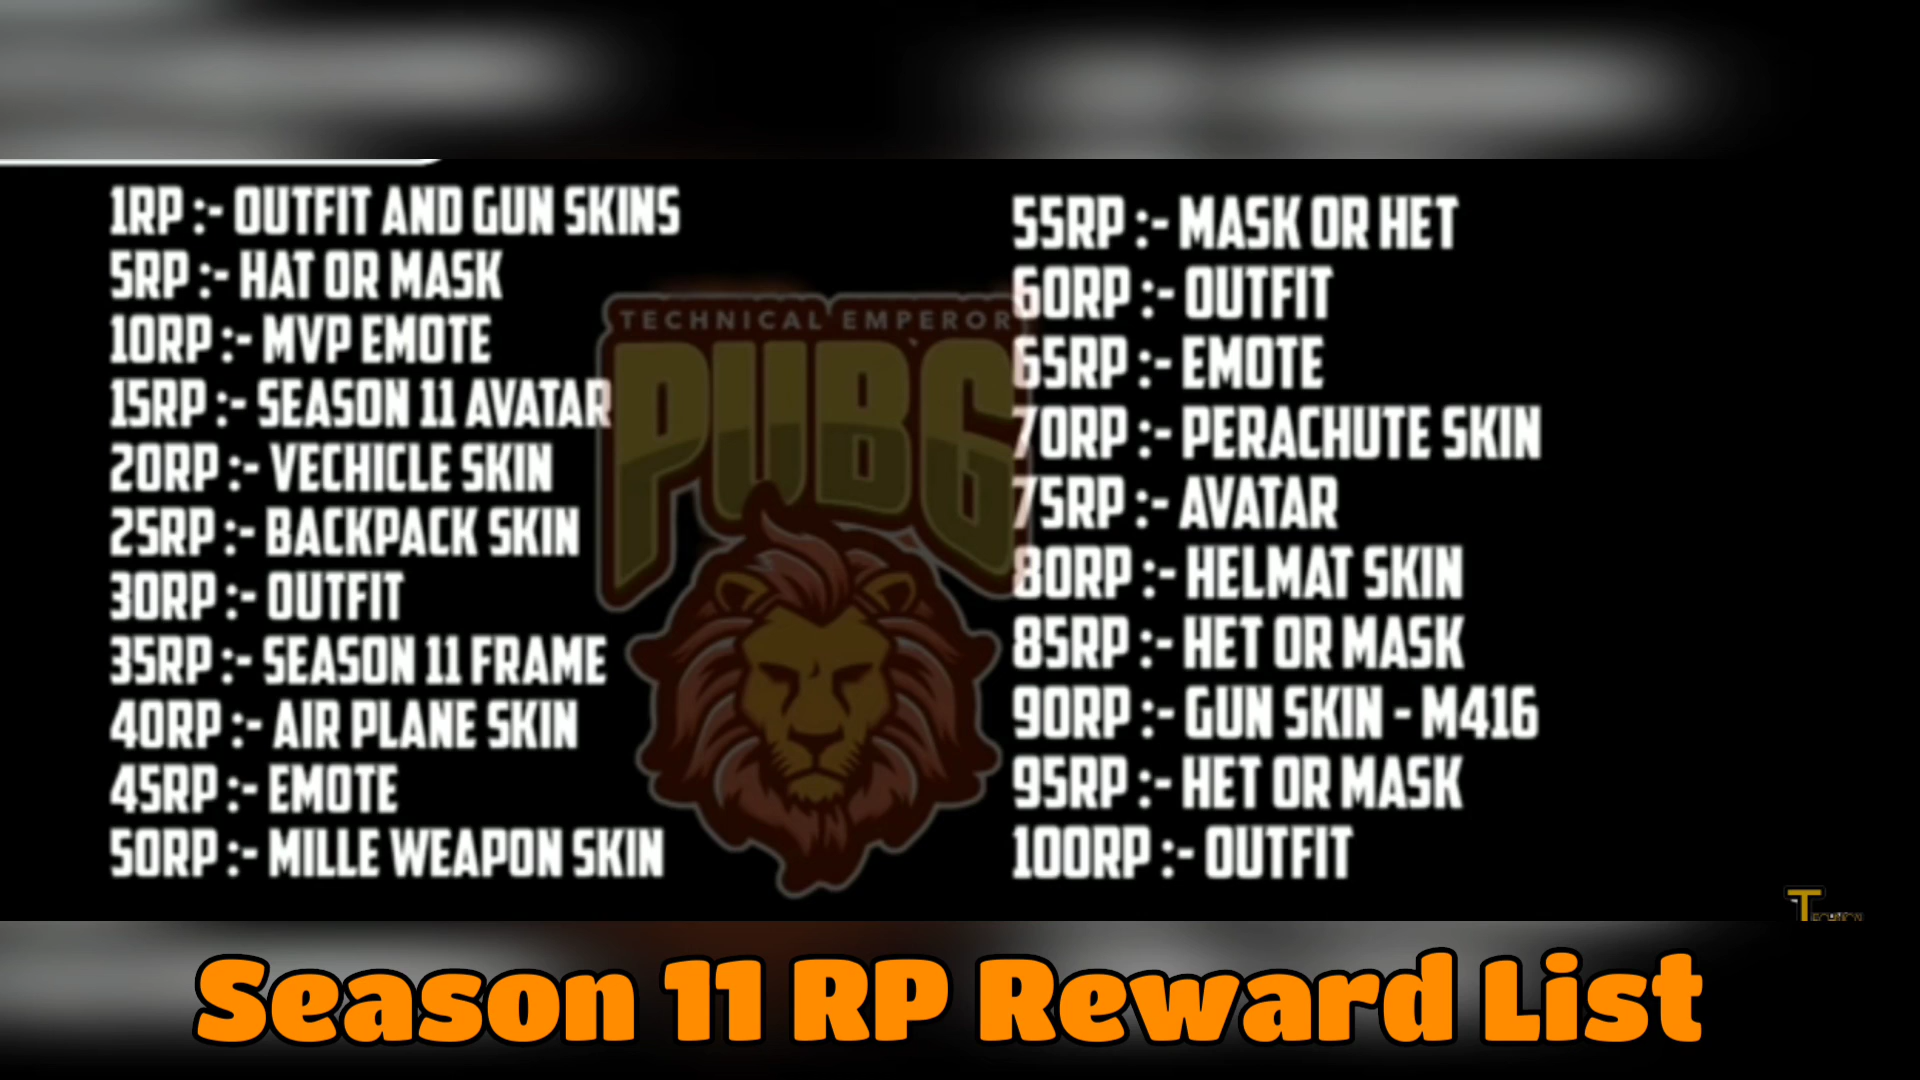 1RP :- OUTFIT AND GUN SKINS
5RP :- HAT OR MASK
10RP :- MVP EMOTE
15RP :- SEASON 11 AVATAR
20RP :- VECHICLE SKIN
25RP :- BACKPACK SKIN
30RP :- OUTFIT
35RP :- SEASON 11 FRAME
40RP :- AIR PLANE SKIN
45RP :- EMOTE
50RP :- MILLE WEAPON SKIN
TECHNICAL EMPEROR
PUBG
55RP :- MASK OR HET
60RP :- OUTFIT
65RP :- EMOTE
70RP :- PERACHUTE SKIN
75RP :- AVATAR
80RP :- HELMAT SKIN
85RP :- HET OR MASK
90RP :- GUN SKIN - M416
95RP :- HET OR MASK
100RP :- OUTFIT
Season 11 RP Reward List